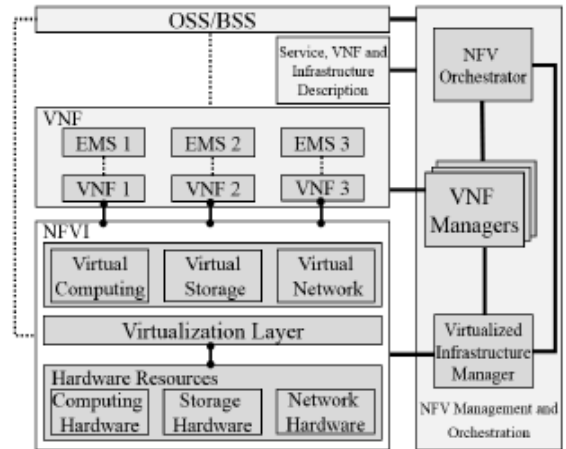 OSS/BSS
Service, VNF and
Infrastructure
Description
NFV
Orchestrator
VNF
EMS 1
EMS 2
EMS 3
VNF 1
VNF 2
VNF 3
VNF
Managers
NFVI
Virtual
Computing
Virtual
Storage
Virtual
Network
Virtualization Layer
Virtualized
Infrastructure
Manager
Hardware Resources
Computing
Hardware
Storage
Hardware
Network
Hardware
NFV Management and
Orchestration